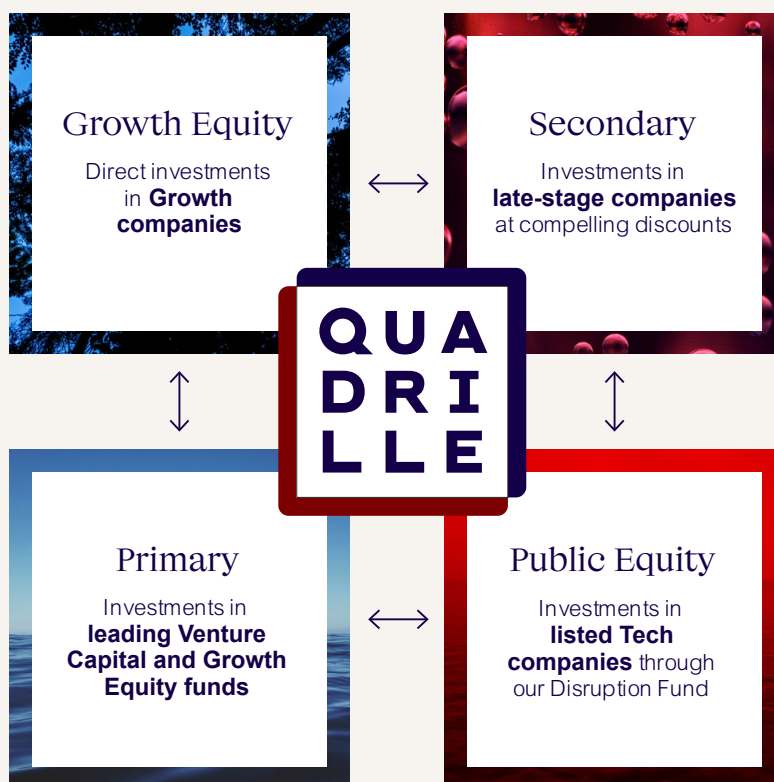 Growth Equity
Direct investments
in Growth
companies
Secondary
Investments in
late-stage companies
at compelling discounts
QUA
DRI
LLE
Primary
Investments in
leading Venture
Capital and Growth
Equity funds
Public Equity
Investments in
listed Tech
companies through
our Disruption Fund